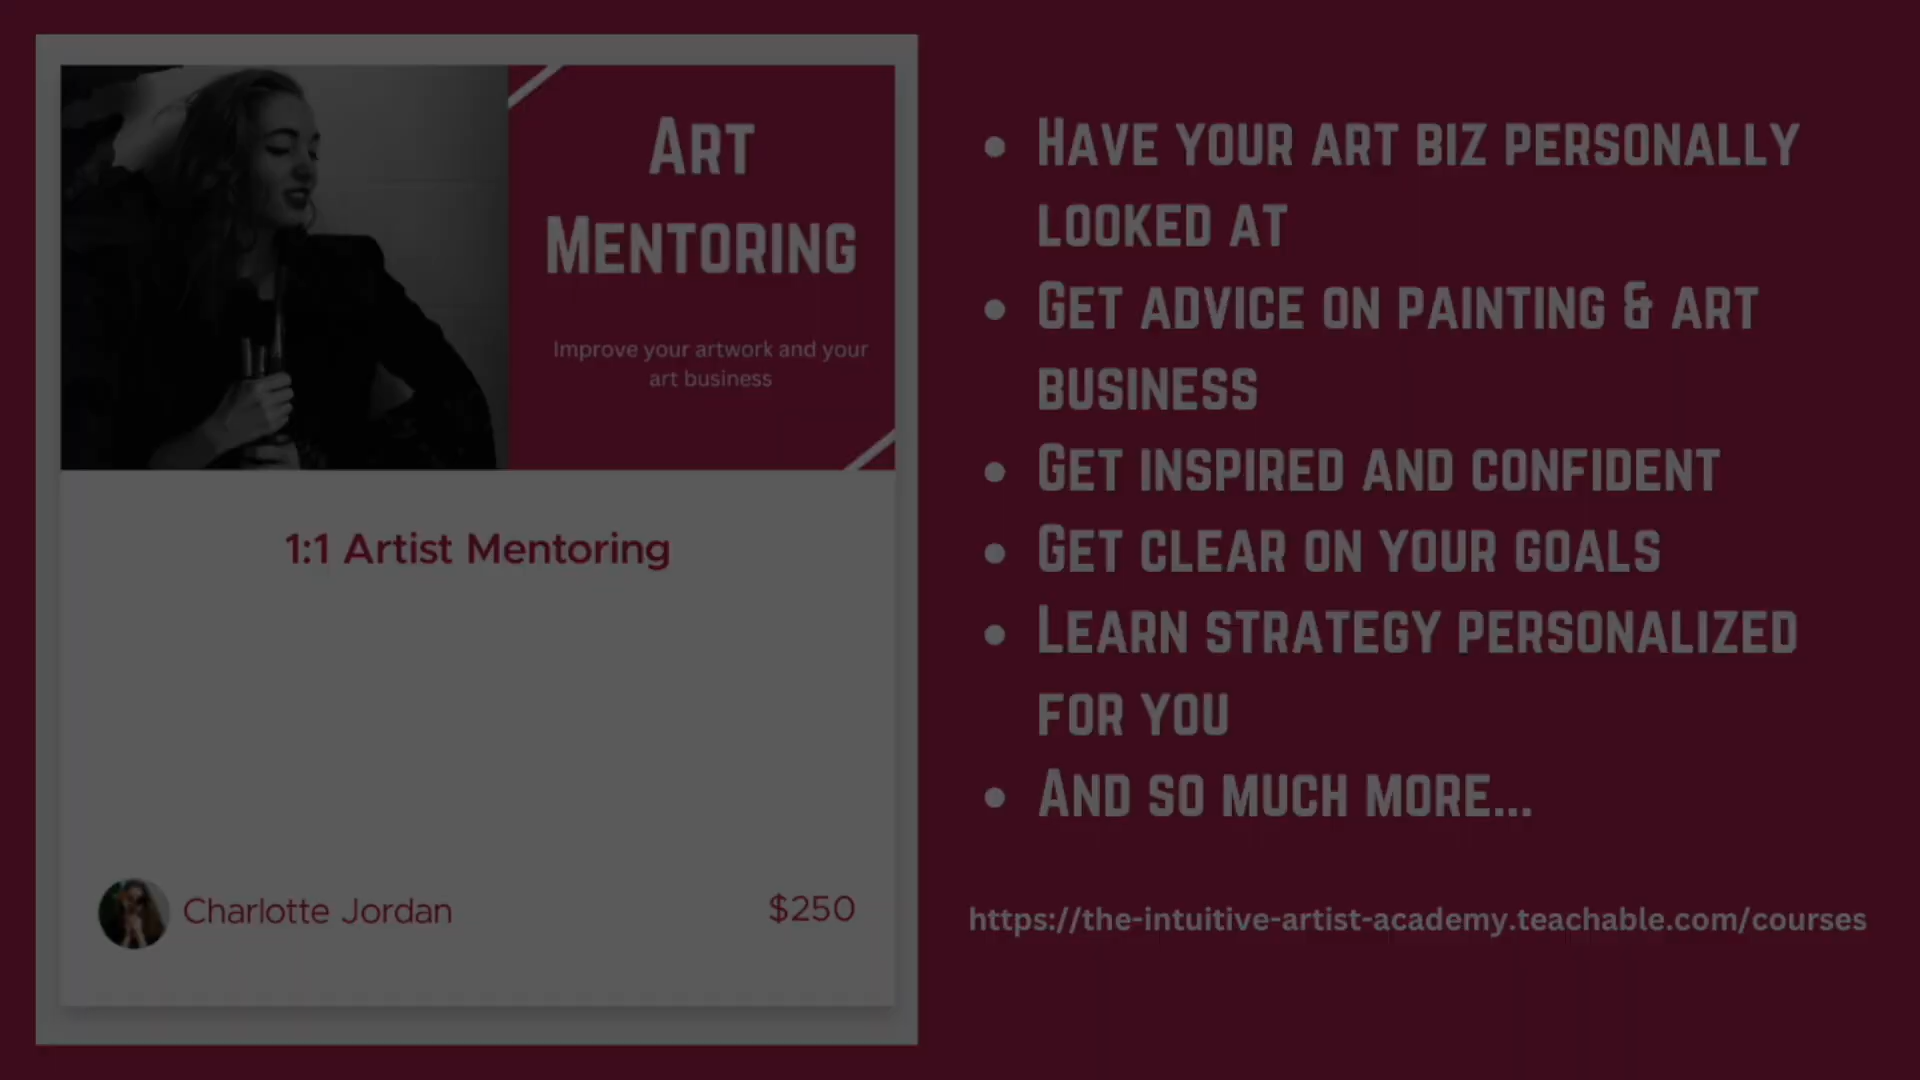 Art
Mentoring
Improve your artwork and your
art business
1:1 Artist Mentoring
Charlotte Jordan
$250
• Have your art biz personally
looked at
• Get advice on painting & art
business
• Get inspired and confident
• Get clear on your goals
• Learn strategy personalized
for you
• And so much more...
https://the-intuitive-artist-academy.teachable.com/courses